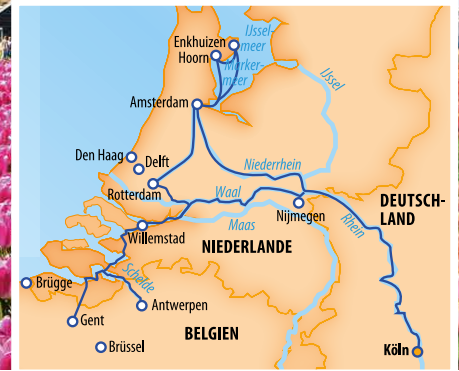 Enkhuizen
Hoorn
IJssel-
meer
Marker-
meer
IJssel
Amsterdam
Den Haag
Delft
Niederrhein
Rotterdam
Waal
DEUTSCH-
LAND
Nijmegen
Rhein
Maas
Willemstad
NIEDERLANDE
Schelde
Brügge
Antwerpen
Gent
BELGIEN
Brüssel
Köln